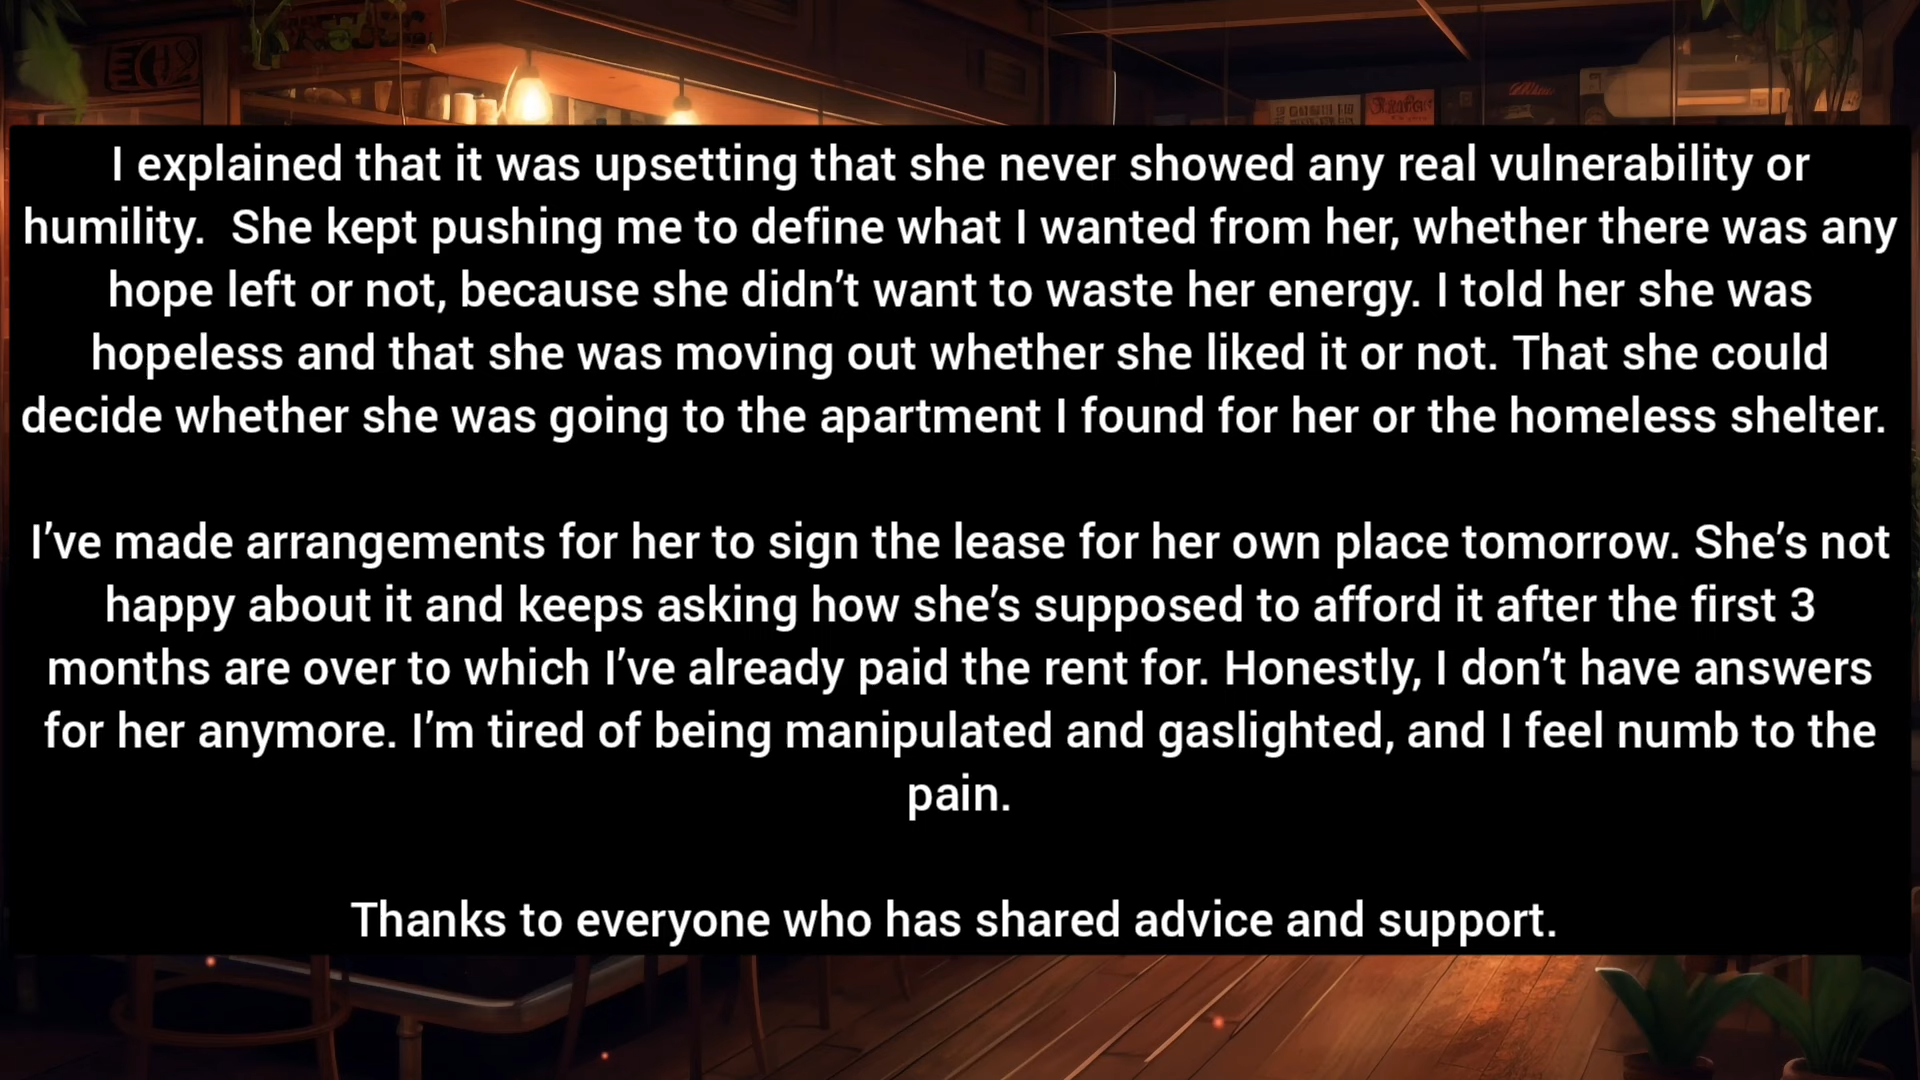 I explained that it was upsetting that she never showed any real vulnerability or
humility.  She kept pushing me to define what I wanted from her, whether there was any
hope left or not, because she didn’t want to waste her energy. I told her she was
hopeless and that she was moving out whether she liked it or not. That she could
decide whether she was going to the apartment I found for her or the homeless shelter.
I’ve made arrangements for her to sign the lease for her own place tomorrow. She’s not
happy about it and keeps asking how she’s supposed to afford it after the first 3
months are over to which I’ve already paid the rent for. Honestly, I don’t have answers
for her anymore. I’m tired of being manipulated and gaslighted, and I feel numb to the
pain.
Thanks to everyone who has shared advice and support.